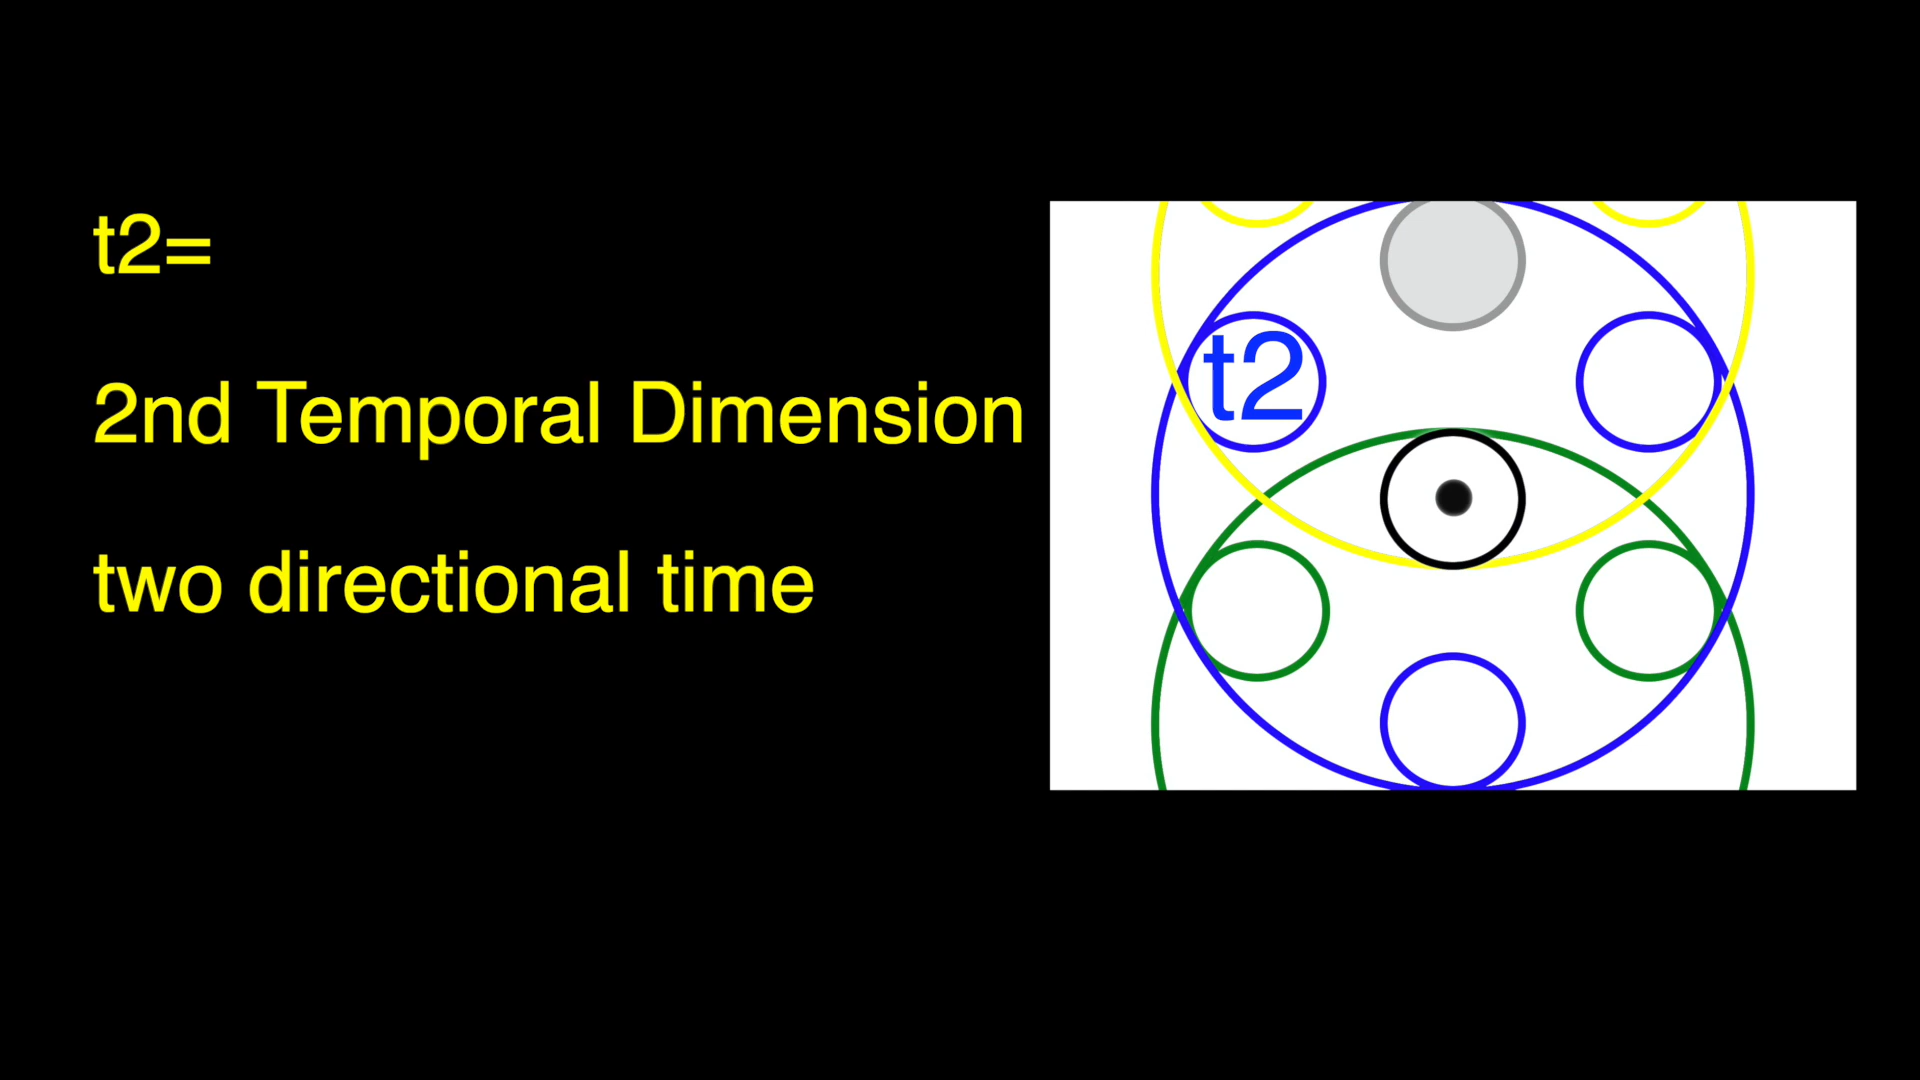 t2=
2nd Temporal Dimension
two directional time
t2